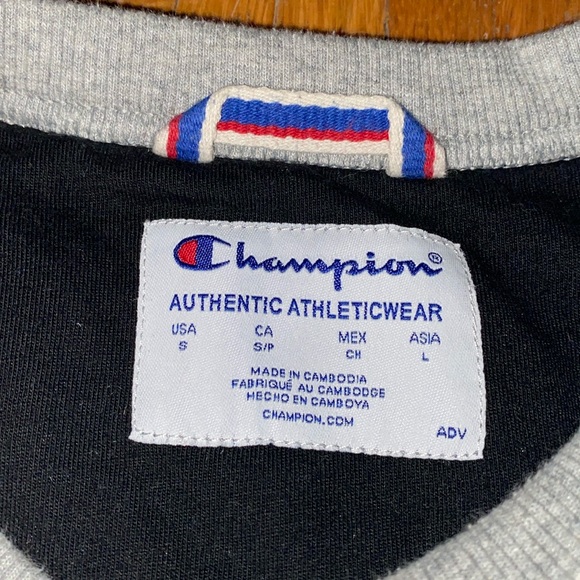 Champion®
AUTHENTIC ATHLETICWEAR
USA CA MEX ASIA
S S/P CH L
MADE IN CAMBODIA
FABRIQUÉ AU CAMBODGE
HECHO EN CAMBOYA
CHAMPION.COM
ADV